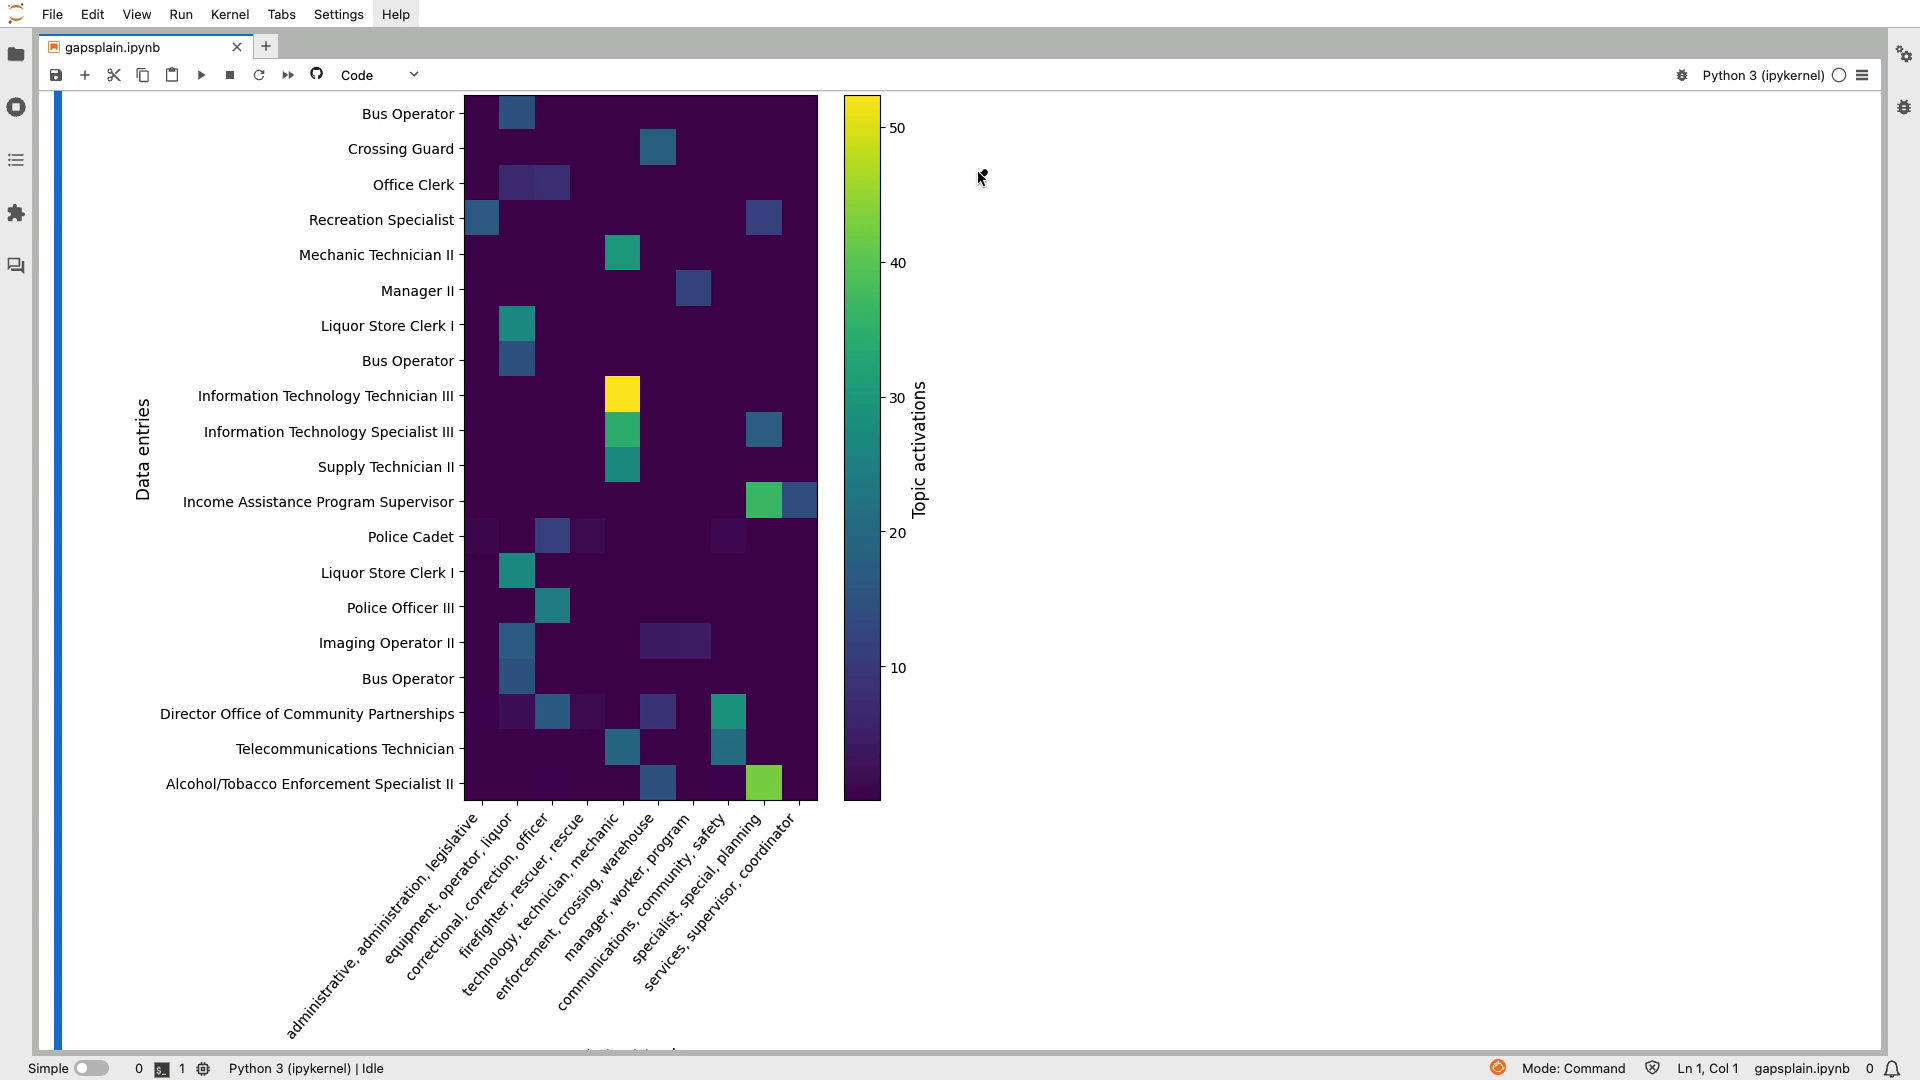 File Edit View Run Kernel Tabs Settings Help
gapsplain.ipynb
Code
Python 3 (ipykernel)
Bus Operator
Crossing Guard
Office Clerk
Recreation Specialist
Mechanic Technician II
Manager II
Liquor Store Clerk I
Bus Operator
Information Technology Technician III
Information Technology Specialist III
Supply Technician II
Income Assistance Program Supervisor
Police Cadet
Liquor Store Clerk I
Police Officer III
Imaging Operator II
Bus Operator
Director Office of Community Partnerships
Telecommunications Technician
Alcohol/Tobacco Enforcement Specialist II
Data entries
administrative, administration, legislative
equipment, operator, liquor
correctional, correction, officer
firefighter, rescuer, rescue
technology, technician, mechanic
enforcement, crossing, warehouse
manager, worker, program
communications, community, safety
specialist, special, planning
services, supervisor, coordinator
50
40
30
20
10
Topic activations
Simple 0 1 Python 3 (ipykernel) | Idle Mode: Command Ln 1, Col 1 gapsplain.ipynb 0